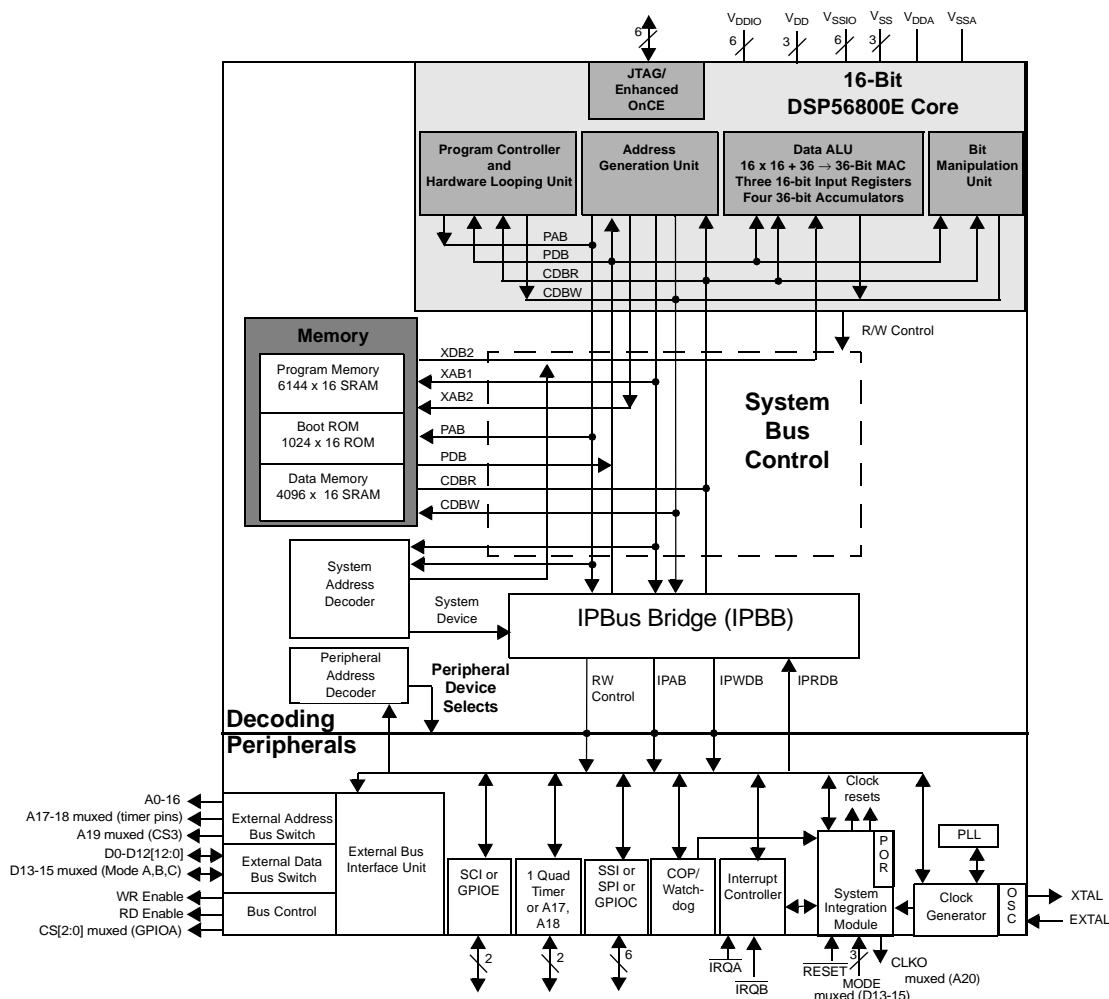 V_DDIO V_DD V_SSIO V_SS V_DDA V_SSA
6 6 3 6 3
JTAG/
Enhanced
OnCE
16-Bit
DSP56800E Core
Program Controller
and
Hardware Looping Unit
Address
Generation Unit
Data ALU
16 x 16 + 36 → 36-Bit MAC
Three 16-bit Input Registers
Four 36-bit Accumulators
Bit
Manipulation
Unit
PAB
PDB
CDBR
CDBW
R/W Control
Memory
Program Memory
6144 x 16 SRAM
Boot ROM
1024 x 16 ROM
Data Memory
4096 x 16 SRAM
XDB2
XAB1
XAB2
PAB
PDB
CDBR
CDBW
System
Bus
Control
System
Address
Decoder
System
Device
IPBus Bridge (IPBB)
Peripheral
Address
Decoder
Peripheral
Device
Selects
RW
Control
IPAB
IPWDB
IPRDB
Decoding
Peripherals
A0-16
A17-18 muxed (timer pins)
A19 muxed (CS3)
D0-D12[12:0]
D13-15 muxed (Mode A,B,C)
WR Enable
RD Enable
CS[2:0] muxed (GPIOA)
External Address
Bus Switch
External Data
Bus Switch
Bus Control
External Bus
Interface Unit
SCI or
GPIOE
1 Quad
Timer
or A17,
A18
SSI or
SPI or
GPIOC
COP/
Watch-
dog
Interrupt
Controller
Clock
resets
POR
System
Integration
Module
PLL
Clock
Generator
OSC
XTAL
EXTAL
2
2
6
IRQA
IRQB
RESET
3
MODE
muxed (D13-15)
CLKO
muxed (A20)